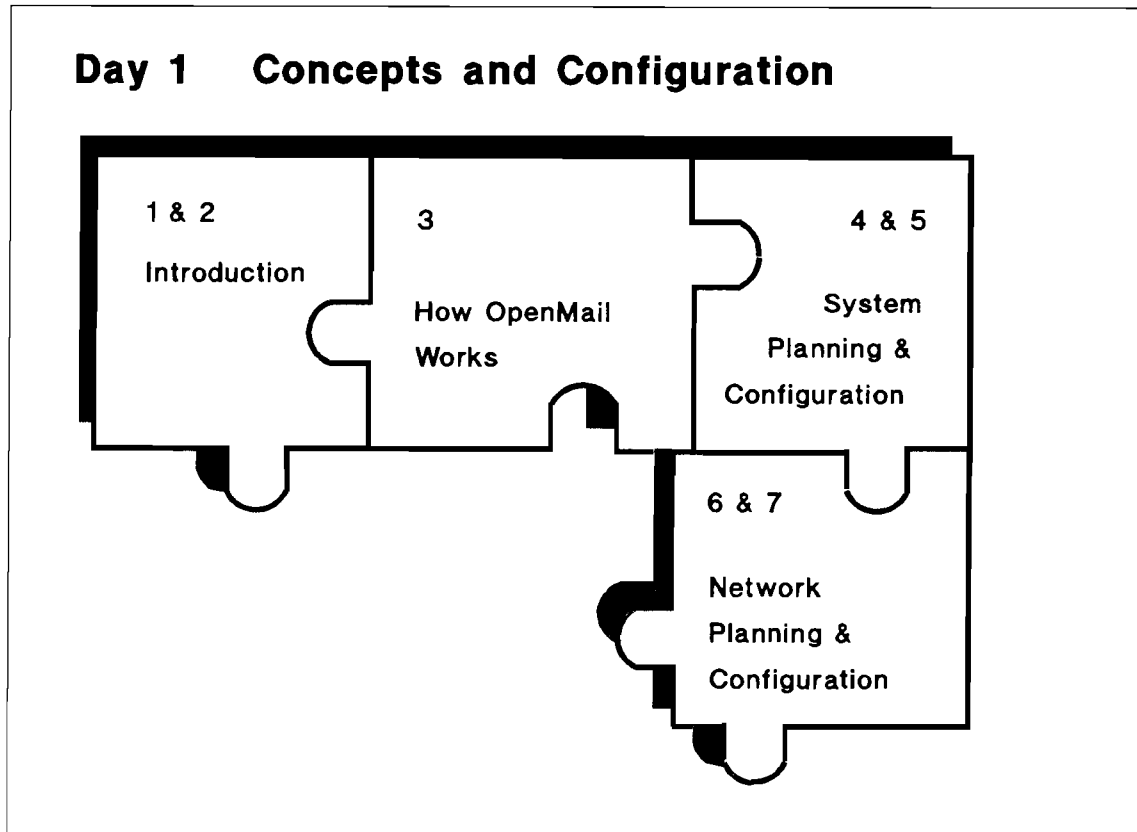 Day 1 Concepts and Configuration
1 & 2
Introduction
3
How OpenMail
Works
4 & 5
System
Planning &
Configuration
6 & 7
Network
Planning &
Configuration